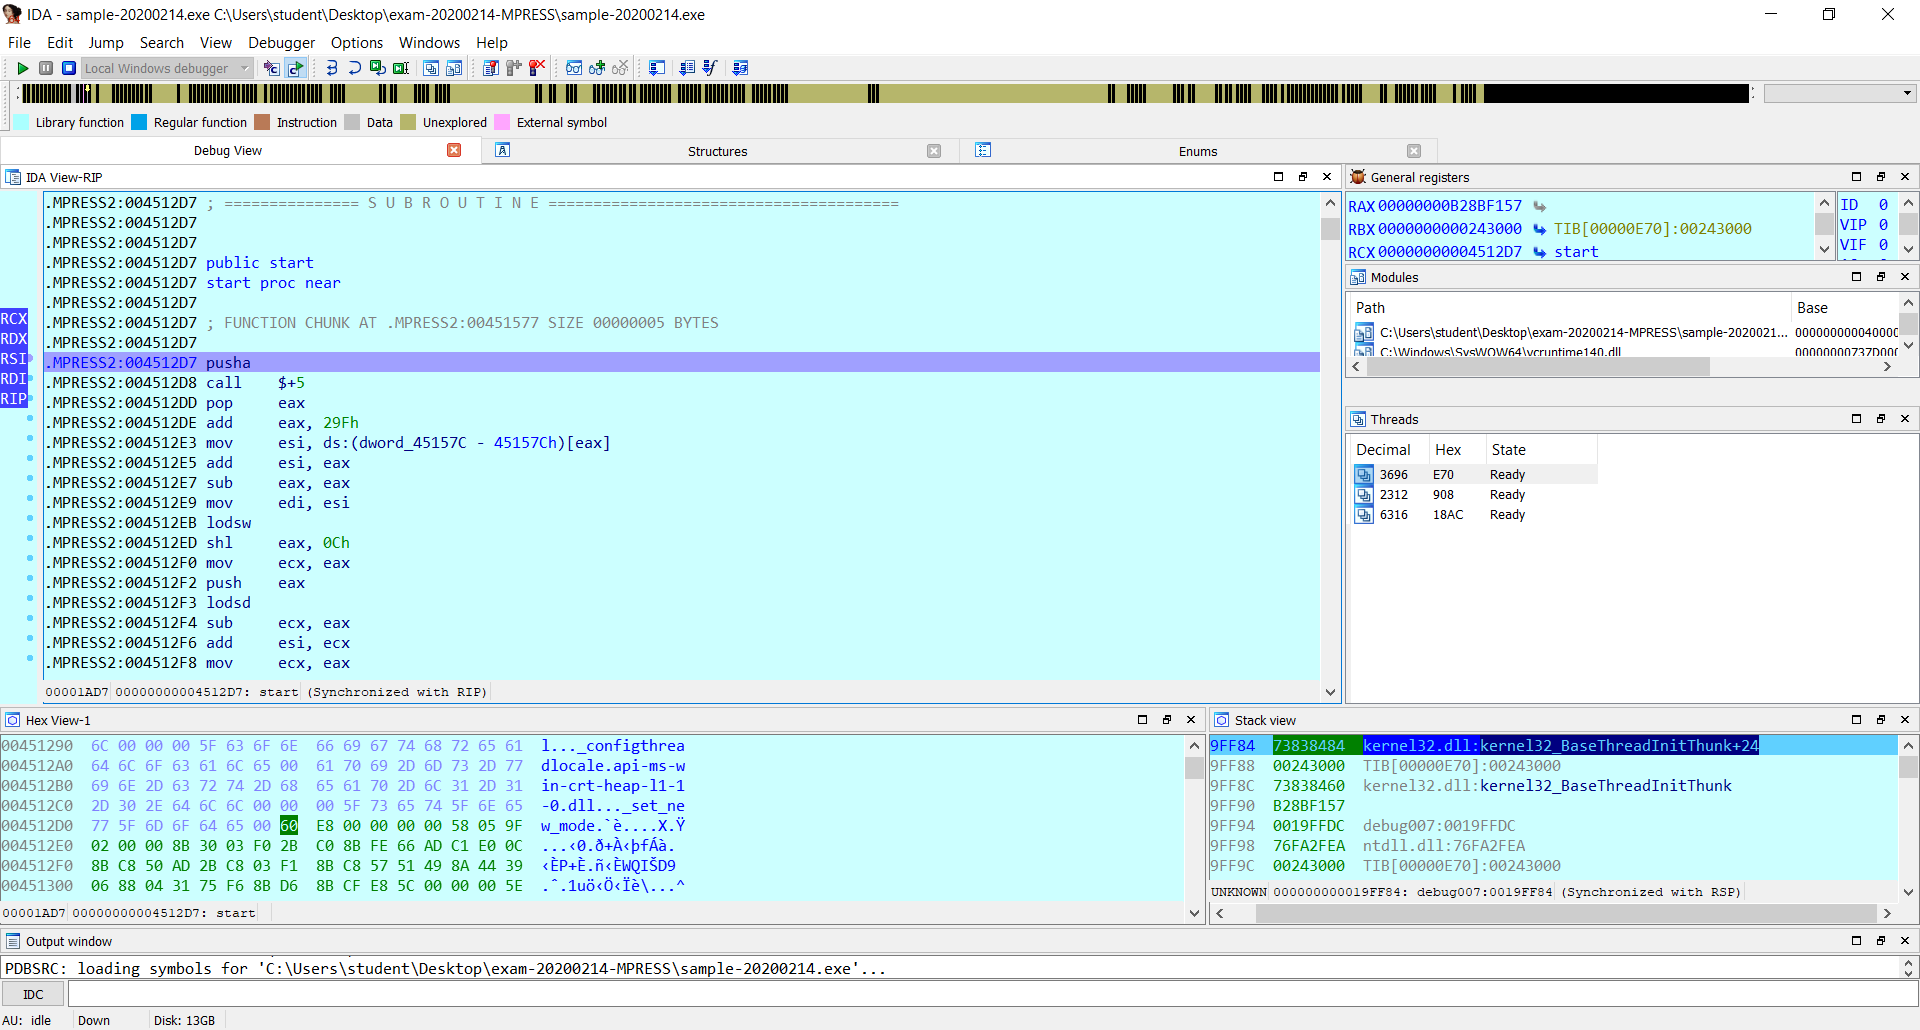 IDA - sample-20200214.exe C:\Users\student\Desktop\exam-20200214-MPRESS\sample-20200214.exe
File Edit Jump Search View Debugger Options Windows Help
Local Windows debugger
Library function Regular function Instruction Data Unexplored External symbol
Debug View Structures Enums
IDA View-RIP
.MPRESS2:004512D7 ; =============== S U B R O U T I N E =======================================
.MPRESS2:004512D7
.MPRESS2:004512D7
.MPRESS2:004512D7 public start
.MPRESS2:004512D7 start proc near
.MPRESS2:004512D7
.MPRESS2:004512D7 ; FUNCTION CHUNK AT .MPRESS2:00451577 SIZE 00000005 BYTES
.MPRESS2:004512D7
.MPRESS2:004512D7 pusha
.MPRESS2:004512D8 call $+5
.MPRESS2:004512DD pop eax
.MPRESS2:004512DE add eax, 29Fh
.MPRESS2:004512E3 mov esi, ds:(dword_45157C - 45157Ch)[eax]
.MPRESS2:004512E5 add esi, eax
.MPRESS2:004512E7 sub eax, eax
.MPRESS2:004512E9 mov edi, esi
.MPRESS2:004512EB lodsw
.MPRESS2:004512ED shl eax, 0Ch
.MPRESS2:004512F0 mov ecx, eax
.MPRESS2:004512F2 push eax
.MPRESS2:004512F3 lodsd
.MPRESS2:004512F4 sub ecx, eax
.MPRESS2:004512F6 add esi, ecx
.MPRESS2:004512F8 mov ecx, eax
RCX
RDX
RSI
RDI
RIP
00001AD7 00000000004512D7: start (Synchronized with RIP)
General registers
RAX 00000000B28BF157
RBX 0000000000243000 TIB[00000E70]:00243000
RCX 00000000004512D7 start
ID 0
VIP 0
VIF 0
Modules
Path Base
C:\Users\student\Desktop\exam-20200214-MPRESS\sample-2020021... 000000000040000
C:\Windows\SysWOW64\vcruntime140.dll 00000000737D000
Threads
Decimal Hex State
3696 E70 Ready
2312 908 Ready
6316 18AC Ready
Hex View-1
00451290 6C 00 00 00 5F 63 6F 6E 66 69 67 74 68 72 65 61 l..._configthrea
004512A0 64 6C 6F 63 61 6C 65 00 61 70 69 2D 6D 73 2D 77 dlocale.api-ms-w
004512B0 69 6E 2D 63 72 74 2D 68 65 61 70 2D 6C 31 2D 31 in-crt-heap-l1-1
004512C0 2D 30 2E 64 6C 6C 00 00 00 5F 73 65 74 5F 6E 65 -0.dll..._set_ne
004512D0 77 5F 6D 6F 64 65 00 60 E8 00 00 00 00 58 05 9F w_mode.`è....X.Ÿ
004512E0 02 00 00 8B 30 03 F0 2B C0 8B FE 66 AD C1 E0 0C ...‹0.ð+À‹þfÁà.
004512F0 8B C8 50 AD 2B C8 03 F1 8B C8 57 51 49 8A 44 39 ‹ÈP+È.ñ‹ÈWQIŠD9
00451300 06 88 04 31 75 F6 8B D6 8B CF E8 5C 00 00 00 5E .ˆ.1uö‹Ö‹Ïè\...^
00001AD7 00000000004512D7: start
Stack view
9FF84 73838484 kernel32.dll:kernel32_BaseThreadInitThunk+24
9FF88 00243000 TIB[00000E70]:00243000
9FF8C 73838460 kernel32.dll:kernel32_BaseThreadInitThunk
9FF90 B28BF157
9FF94 0019FFDC debug007:0019FFDC
9FF98 76FA2FEA ntdll.dll:76FA2FEA
9FF9C 00243000 TIB[00000E70]:00243000
UNKNOWN 000000000019FF84: debug007:0019FF84 (Synchronized with RSP)
Output window
PDBSRC: loading symbols for 'C:\Users\student\Desktop\exam-20200214-MPRESS\sample-20200214.exe'...
IDC
AU: idle Down Disk: 13GB